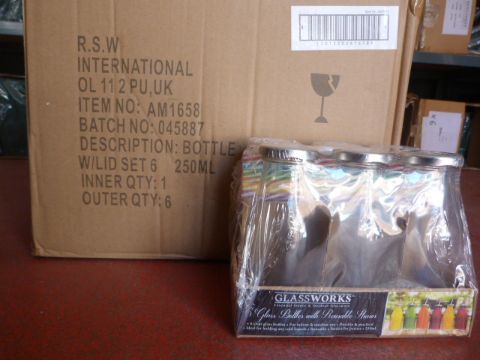 R.S.W
INTERNATIONAL
OL 11 2 PU,UK
ITEM NO: AM1658
BATCH NO: 045887
DESCRIPTION: BOTTLE
W/LID SET 6 250ML
INNER QTY: 1
OUTER QTY: 6
GLASSWORKS
Glass Bottles with Reusable Straws